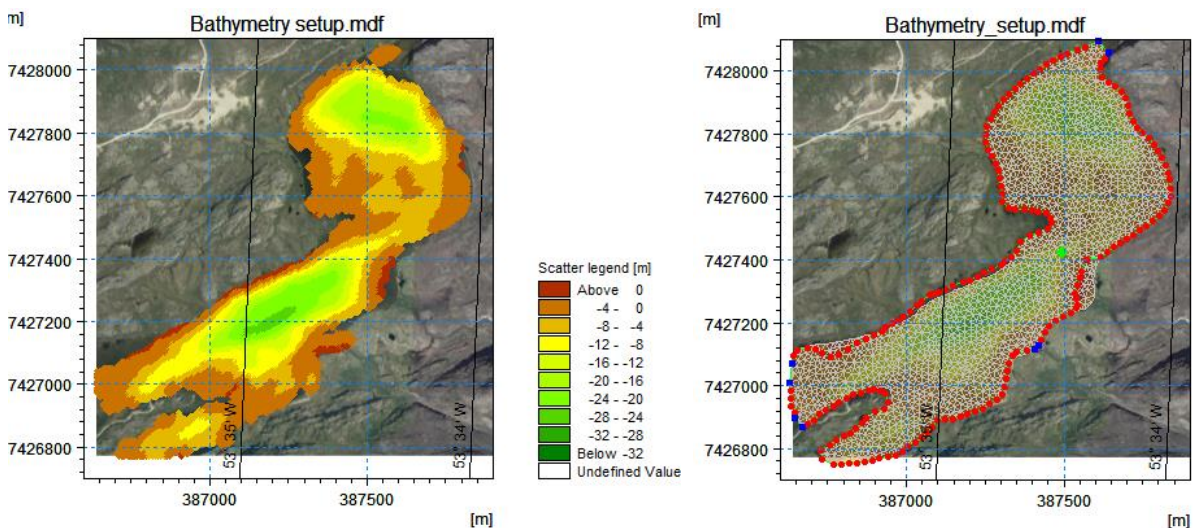 [m]
Bathymetry setup.mdf
7428000
7427800
7427600
7427400
7427200
7427000
7426800
387000
387500
[m]
53° 35' W
53° 34' W
Scatter legend [m]
Above 0
-4 - 0
-8 - -4
-12 - -8
-16 - -12
-20 - -16
-24 - -20
-28 - -24
-32 - -28
Below -32
Undefined Value
[m]
Bathymetry_setup.mdf
7428000
7427800
7427600
7427400
7427200
7427000
7426800
387000
387500
[m]
53° 35' W
53° 34' W